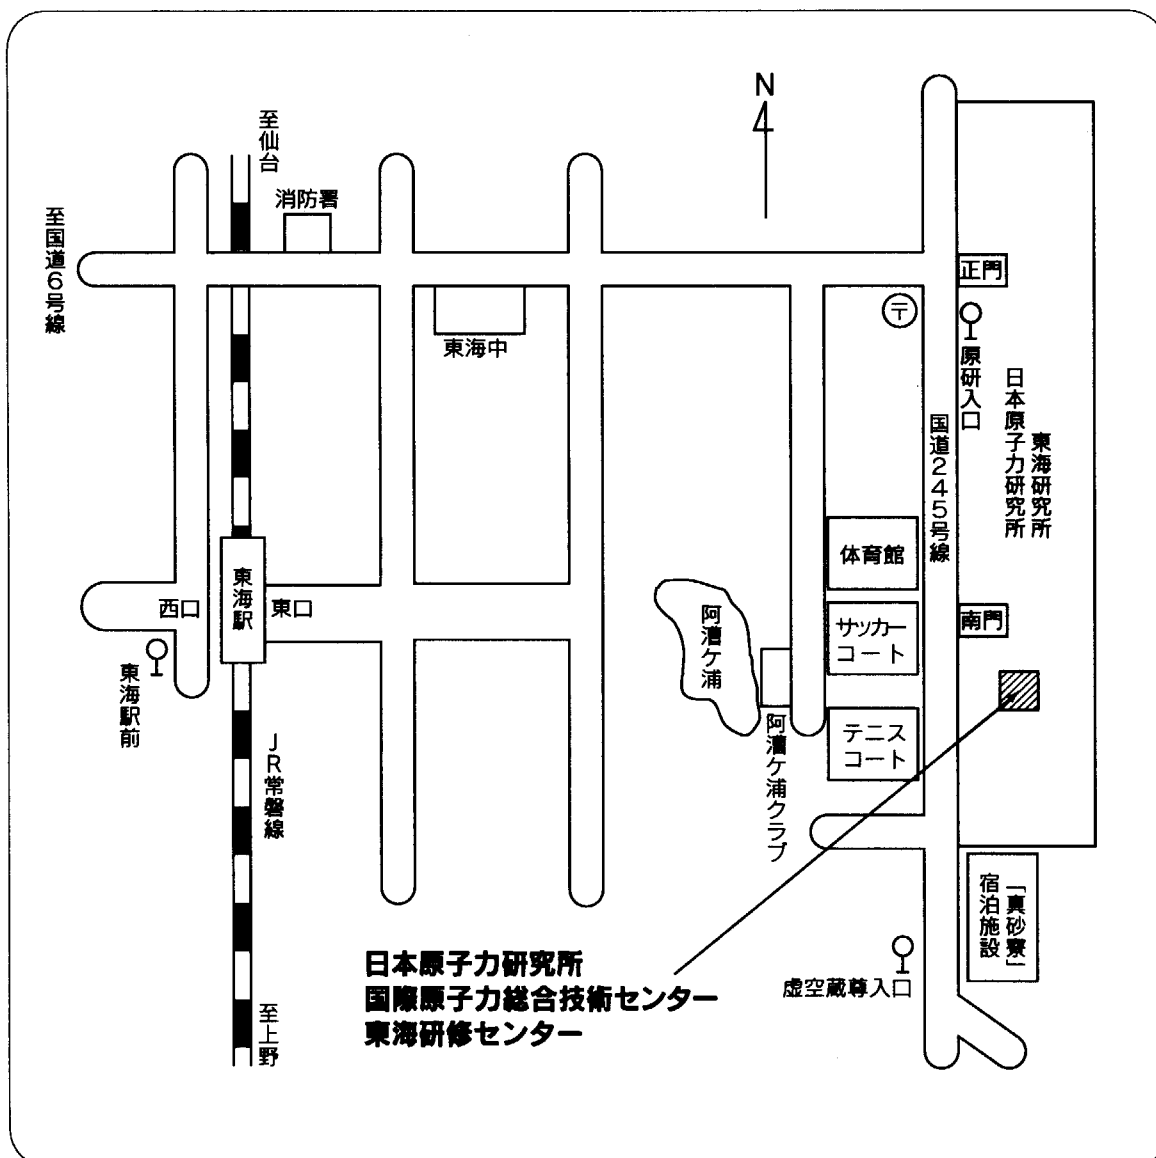 N
至仙台
消防署
至国道6号線
正門
〒
東海中
原研入口
日本原子力研究所
東海研究所
国道245号線
体育館
東海駅
西口
東口
阿漕ケ浦
サッカー
コート
南門
東海駅前
JR常磐線
阿漕ケ浦クラブ
テニス
コート
「真砂寮」
宿泊施設
日本原子力研究所
国際原子力総合技術センター
東海研修センター
虚空蔵尊入口
至上野